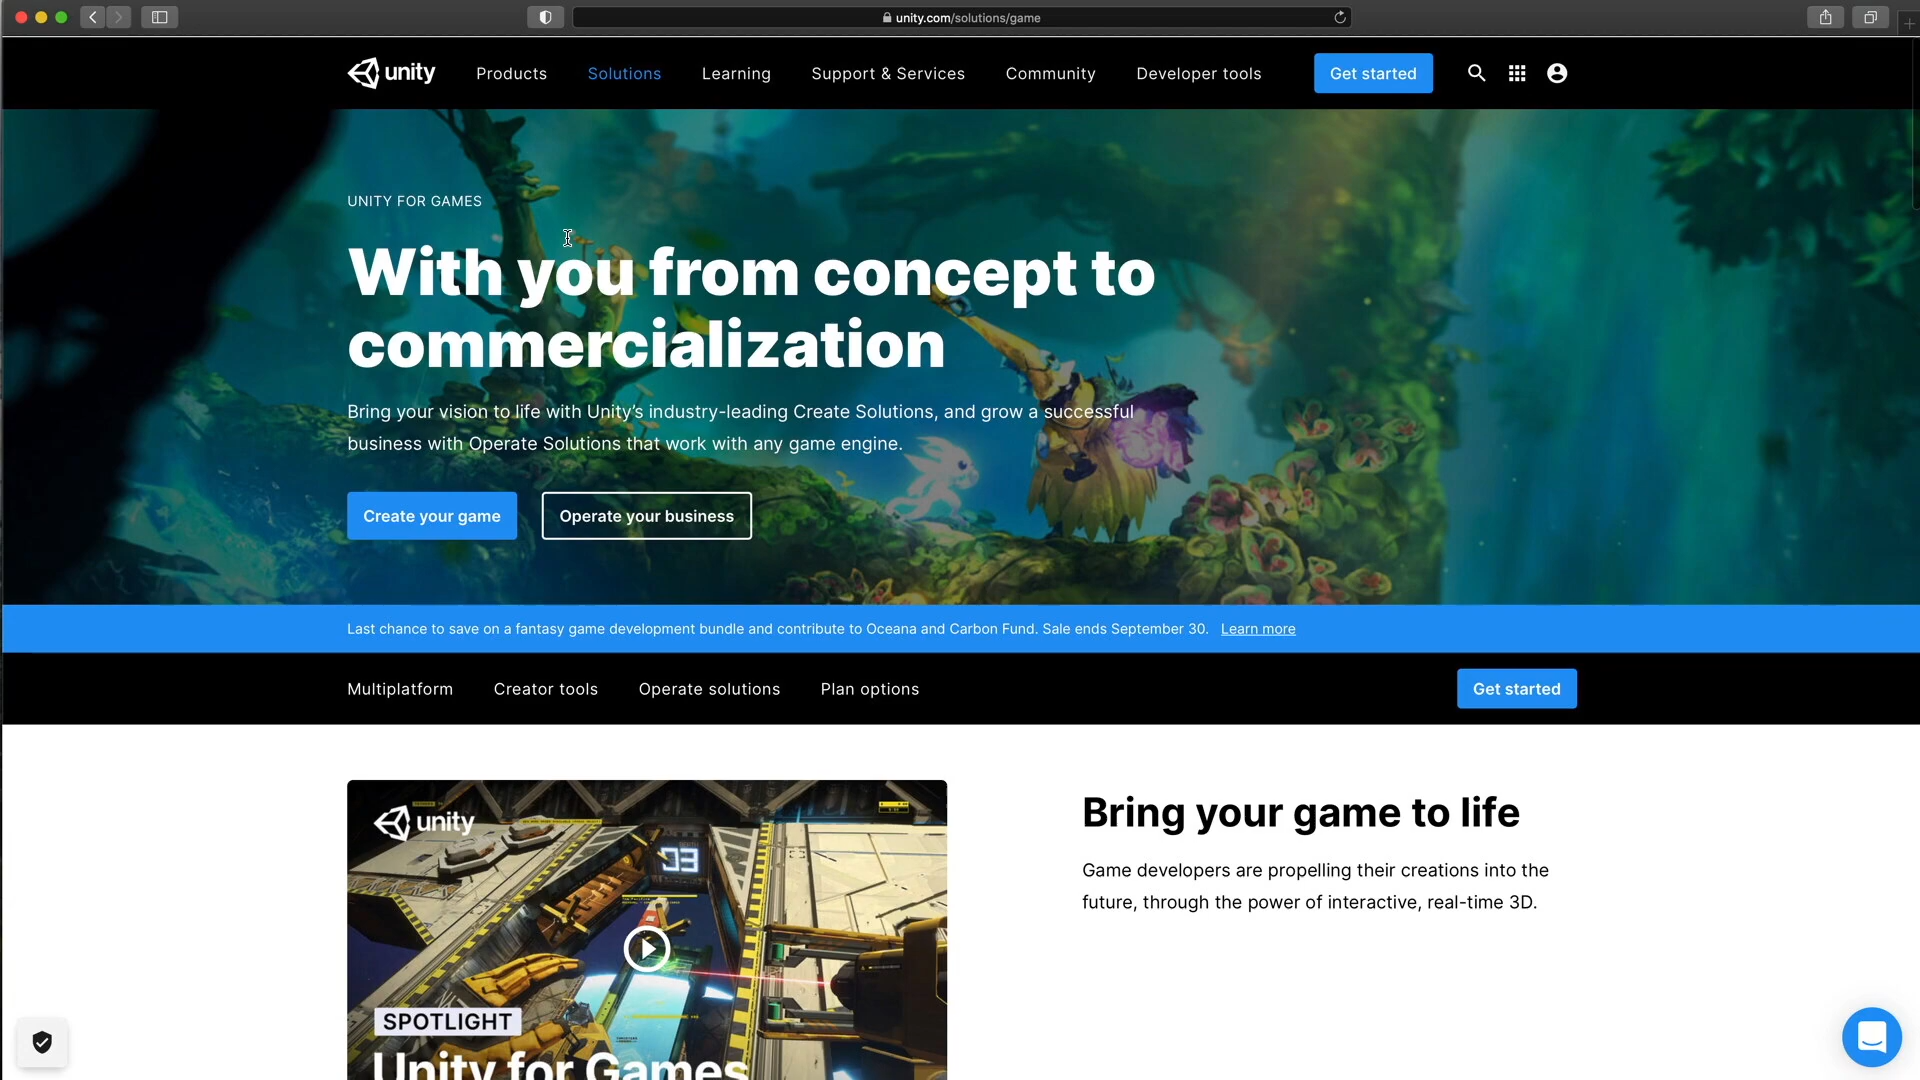 unity.com/solutions/game
unity Products Solutions Learning Support & Services Community Developer tools Get started
UNITY FOR GAMES
With you from concept to
commercialization
Bring your vision to life with Unity’s industry-leading Create Solutions, and grow a successful
business with Operate Solutions that work with any game engine.
Create your game Operate your business
Last chance to save on a fantasy game development bundle and contribute to Oceana and Carbon Fund. Sale ends September 30. Learn more
Multiplatform Creator tools Operate solutions Plan options Get started
unity
Bring your game to life
Game developers are propelling their creations into the
future, through the power of interactive, real-time 3D.
SPOTLIGHT
Unity for Games